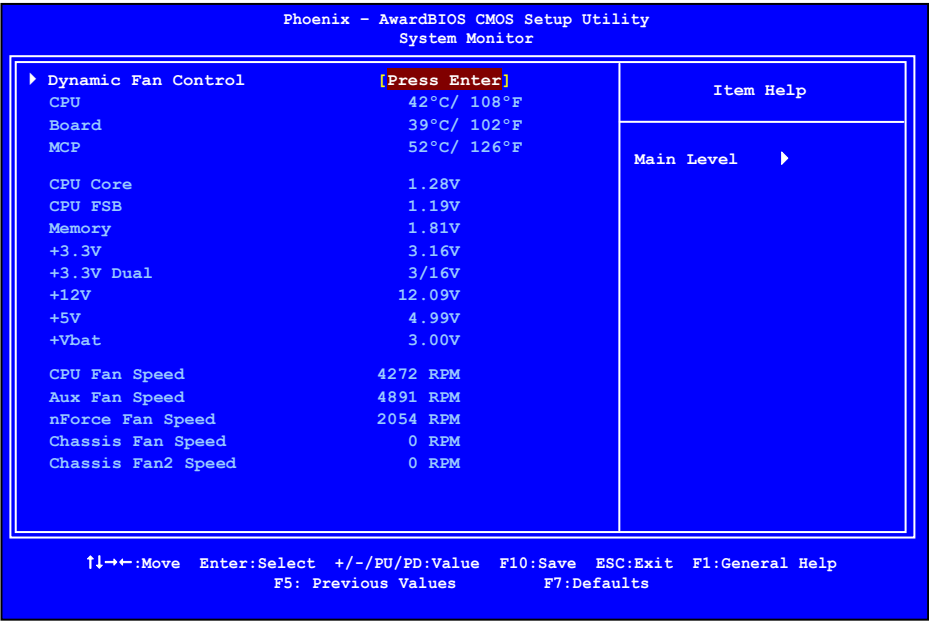 Phoenix – AwardBIOS CMOS Setup Utility
System Monitor
Dynamic Fan Control [Press Enter]
CPU 42°C/ 108°F
Board 39°C/ 102°F
MCP 52°C/ 126°F
CPU Core 1.28V
CPU FSB 1.19V
Memory 1.81V
+3.3V 3.16V
+3.3V Dual 3/16V
+12V 12.09V
+5V 4.99V
+Vbat 3.00V
CPU Fan Speed 4272 RPM
Aux Fan Speed 4891 RPM
nForce Fan Speed 2054 RPM
Chassis Fan Speed 0 RPM
Chassis Fan2 Speed 0 RPM
Item Help
Main Level
↑↓→←:Move Enter:Select +/-/PU/PD:Value F10:Save ESC:Exit F1:General Help
F5: Previous Values F7:Defaults